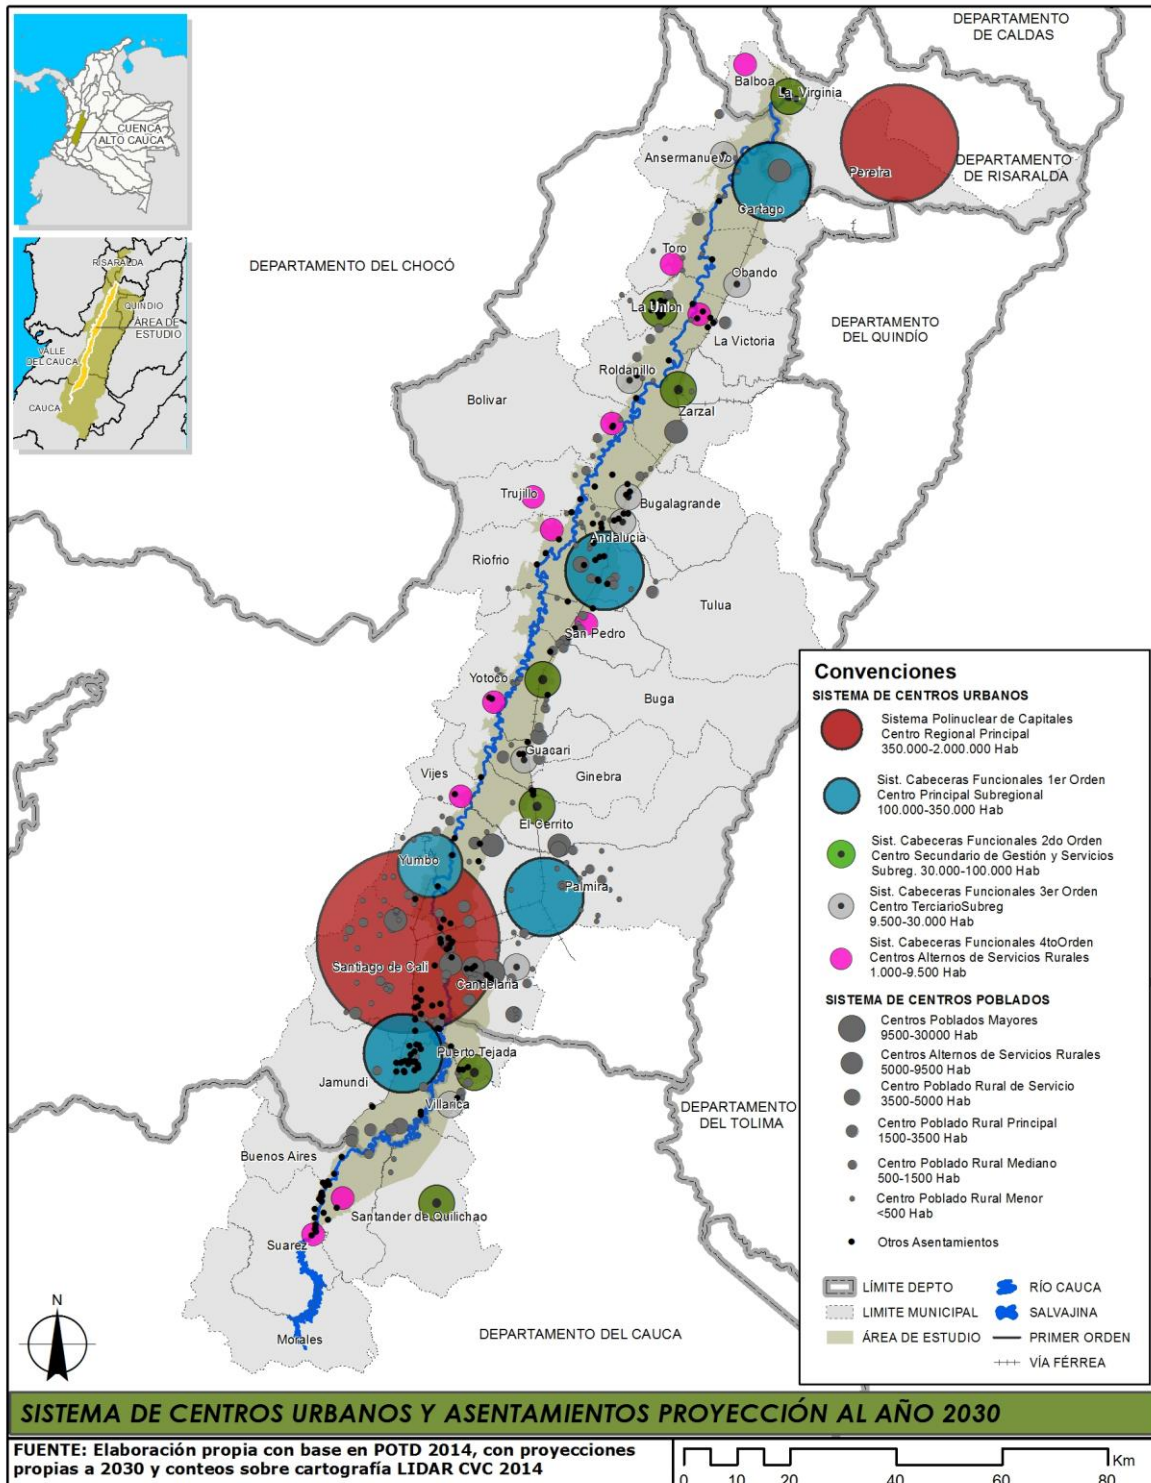 DEPARTAMENTO
DE CALDAS
CUENCA
ALTO CAUCA
Balboa
La Virginia
Ansermanuevo
Pereira
DEPARTAMENTO
DE RISARALDA
Cartago
RISARALDA
QUINDIO
ÁREA DE
ESTUDIO
VALLE
DEL CAUCA
CAUCA
DEPARTAMENTO DEL CHOCÓ
Toro
Obando
La Unión
La Victoria
DEPARTAMENTO
DEL QUINDÍO
Roldanillo
Bolivar
Zarzal
Trujillo
Bugalagrande
Andalucia
Riofrio
Tulua
San Pedro
Yotoco
Buga
Guacari
Ginebra
Vijes
El Cerrito
Yumbo
Palmira
Santiago de Cali
Candelaria
Puerto Tejada
Jamundi
Villarica
DEPARTAMENTO
DEL TOLIMA
Buenos Aires
Santander de Quilichao
Suarez
Morales
DEPARTAMENTO DEL CAUCA
N
Convenciones
SISTEMA DE CENTROS URBANOS
Sistema Polinuclear de Capitales
Centro Regional Principal
350.000-2.000.000 Hab
Sist. Cabeceras Funcionales 1er Orden
Centro Principal Subregional
100.000-350.000 Hab
Sist. Cabeceras Funcionales 2do Orden
Centro Secundario de Gestión y Servicios
Subreg. 30.000-100.000 Hab
Sist. Cabeceras Funcionales 3er Orden
Centro TerciarioSubreg
9.500-30.000 Hab
Sist. Cabeceras Funcionales 4toOrden
Centros Alternos de Servicios Rurales
1.000-9.500 Hab
SISTEMA DE CENTROS POBLADOS
Centros Poblados Mayores
9500-30000 Hab
Centros Alternos de Servicios Rurales
5000-9500 Hab
Centro Poblado Rural de Servicio
3500-5000 Hab
Centro Poblado Rural Principal
1500-3500 Hab
Centro Poblado Rural Mediano
500-1500 Hab
Centro Poblado Rural Menor
<500 Hab
Otros Asentamientos
LÍMITE DEPTO
RÍO CAUCA
LIMITE MUNICIPAL
SALVAJINA
ÁREA DE ESTUDIO
PRIMER ORDEN
VÍA FÉRREA
SISTEMA DE CENTROS URBANOS Y ASENTAMIENTOS PROYECCIÓN AL AÑO 2030
FUENTE: Elaboración propia con base en POTD 2014, con proyecciones
propias a 2030 y conteos sobre cartografía LIDAR CVC 2014
Km
0 10 20 40 60 80